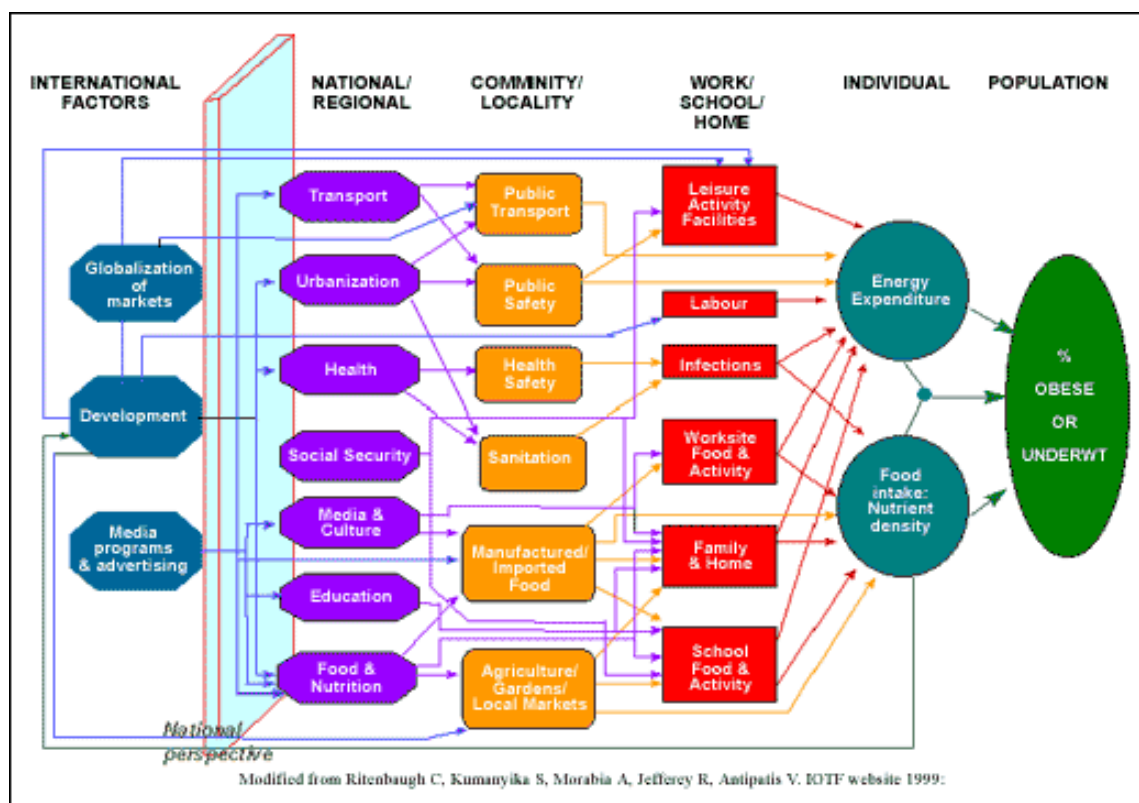 INTERNATIONAL
FACTORS
NATIONAL/
REGIONAL
COMMINITY/
LOCALITY
WORK/
SCHOOL/
HOME
INDIVIDUAL
POPULATION
Globalization
of
markets
Development
Media
programs
& advertising
Transport
Urbanization
Health
Social Security
Media &
Culture
Education
Food &
Nutrition
Public
Transport
Public
Safety
Health
Safety
Sanitation
Manufactured/
Imported
Food
Agriculture/
Gardens/
Local Markets
Leisure
Activity
Facilities
Labour
Infections
Worksite
Food &
Activity
Family
& Home
School
Food &
Activity
Energy
Expenditure
Food
intake:
Nutrient
density
%
OBESE
OR
UNDERWT
National
perspective
Modified from Ritenbaugh C, Kumanyika S, Morabia A, Jefferey R, Antipatis V. IOTF website 1999: